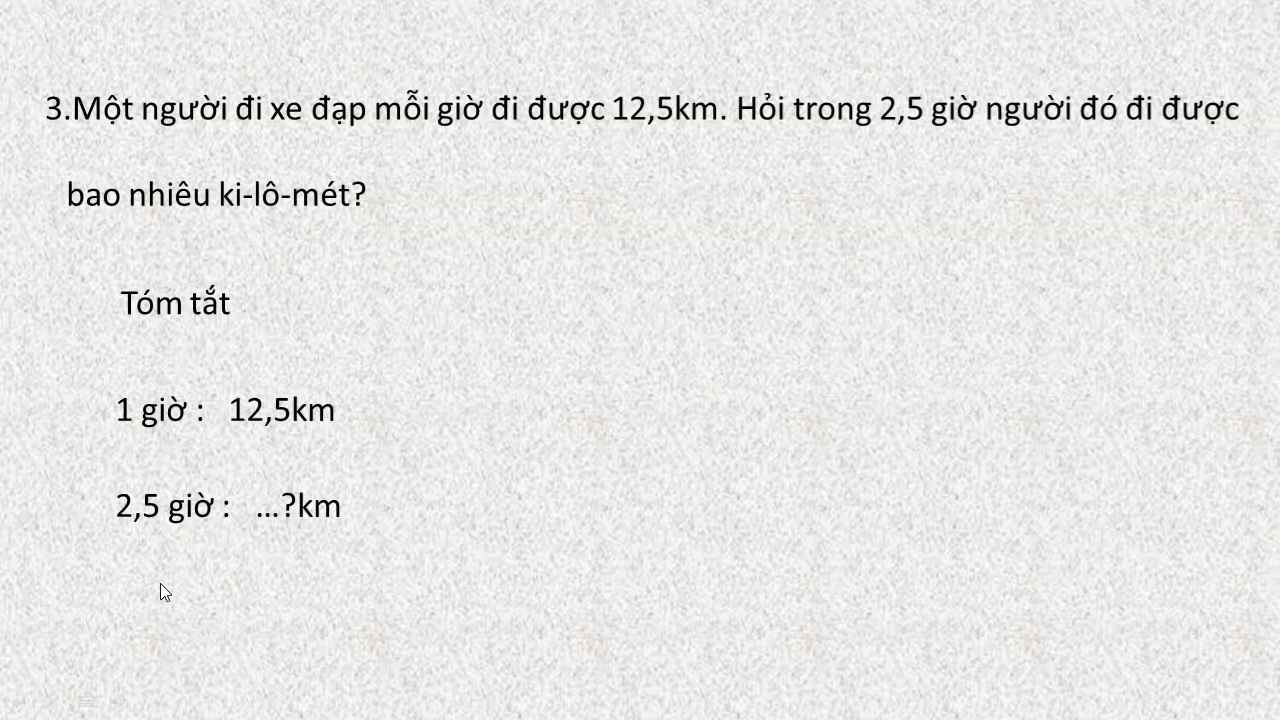 3.Một người đi xe đạp mỗi giờ đi được 12,5km. Hỏi trong 2,5 giờ người đó đi được
bao nhiêu ki-lô-mét?
Tóm tắt
1 giờ : 12,5km
2,5 giờ : ...?km